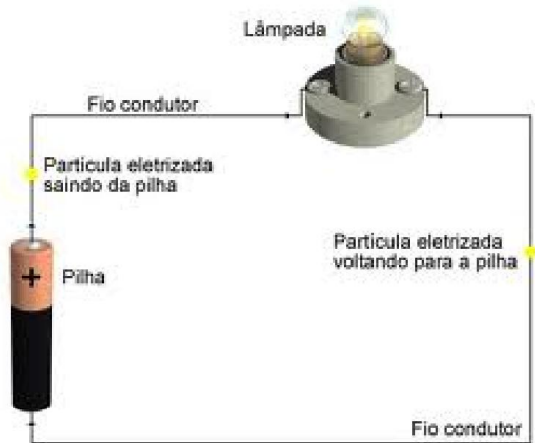 Lâmpada
Fio condutor
Partícula eletrizada
saindo da pilha
Partícula eletrizada
voltando para a pilha
+
Pilha
Fio condutor